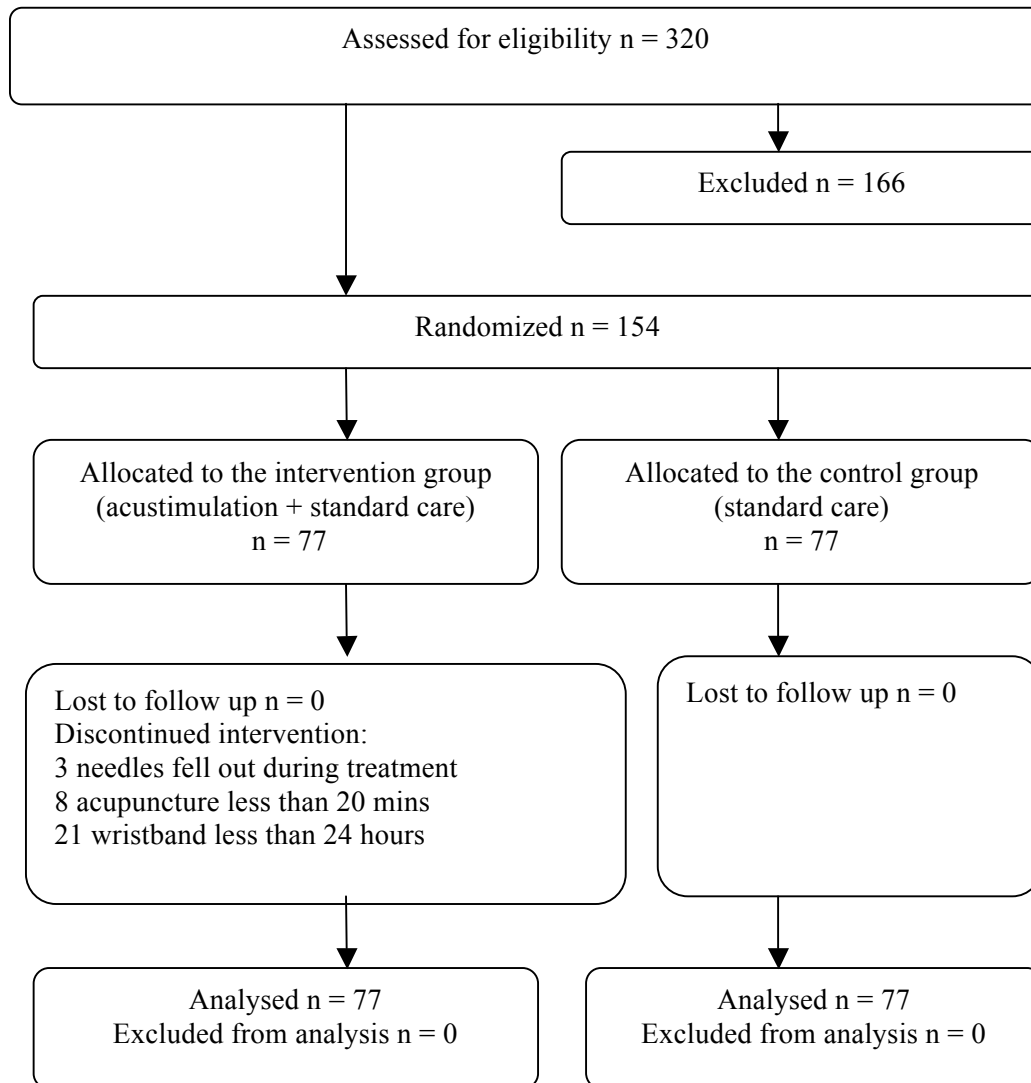 Assessed for eligibility n = 320
Excluded n = 166
Randomized n = 154
Allocated to the intervention group
(acustimulation + standard care)
n = 77
Allocated to the control group
(standard care)
n = 77
Lost to follow up n = 0
Discontinued intervention:
3 needles fell out during treatment
8 acupuncture less than 20 mins
21 wristband less than 24 hours
Lost to follow up n = 0
Analysed n = 77
Excluded from analysis n = 0
Analysed n = 77
Excluded from analysis n = 0